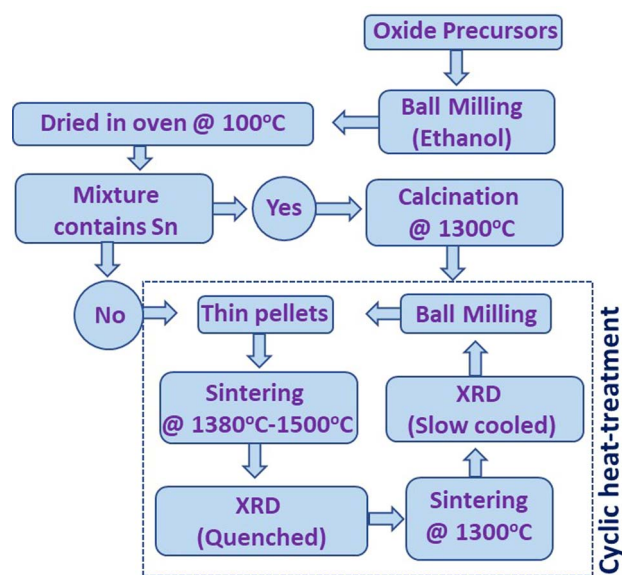 Oxide Precursors
Ball Milling
(Ethanol)
Dried in oven @ 100°C
Mixture
contains Sn
Yes
Calcination
@ 1300°C
No
Thin pellets
Ball Milling
Sintering
@ 1380°C-1500°C
XRD
(Slow cooled)
XRD
(Quenched)
Sintering
@ 1300°C
Cyclic heat-treatment